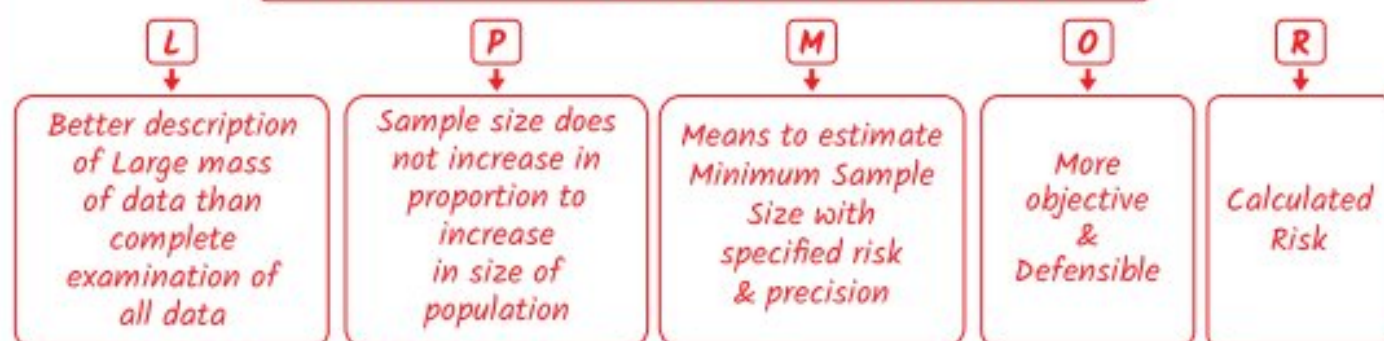 L
Better description
of Large mass
of data than
complete
examination of
all data
P
Sample size does
not increase in
proportion to
increase
in size of
population
M
Means to estimate
Minimum Sample
Size with
specified risk
& precision
O
More
objective
&
Defensible
R
Calculated
Risk